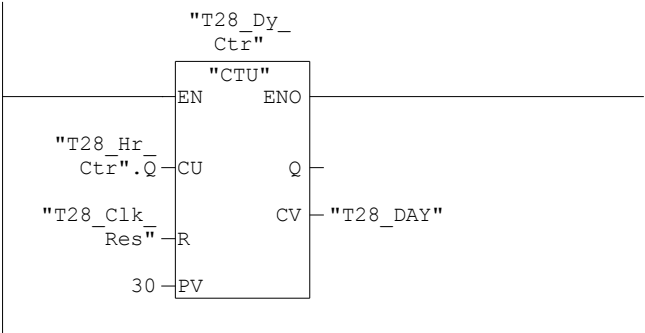 "T28_Dy_
Ctr"
"CTU"
EN ENO
"T28_Hr_
Ctr".Q CU Q
"T28_Clk_ CV "T28_DAY"
Res" R
30 PV